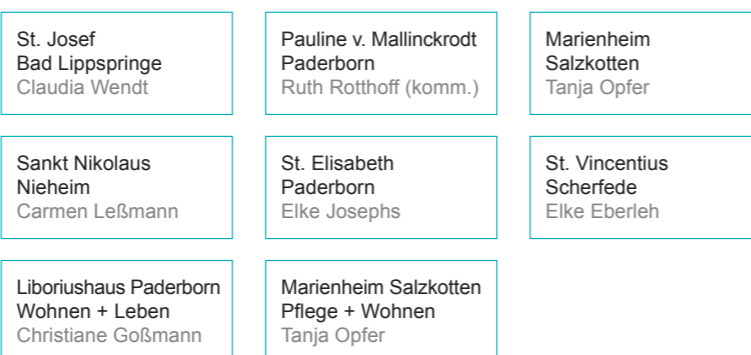 St. Josef
Bad Lippspringe
Claudia Wendt
Pauline v. Mallinckrodt
Paderborn
Ruth Rotthoff (komm.)
Marienheim
Salzkotten
Tanja Opfer
Sankt Nikolaus
Nieheim
Carmen Leßmann
St. Elisabeth
Paderborn
Elke Josephs
St. Vincentius
Scherfede
Elke Eberleh
Liboriushaus Paderborn
Wohnen + Leben
Christiane Goßmann
Marienheim Salzkotten
Pflege + Wohnen
Tanja Opfer